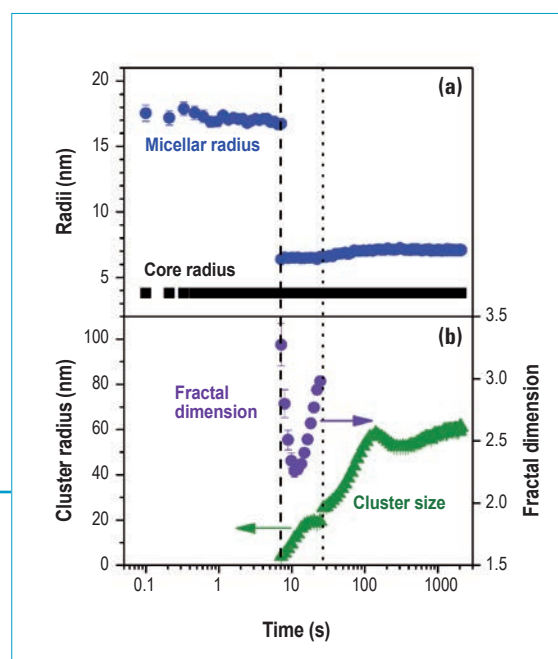 20
15
10
5
Radii (nm)
(a)
Micellar radius
Core radius
100
80
60
40
20
0
Cluster radius (nm)
3.5
3.0
2.5
2.0
1.5
Fractal dimension
(b)
Fractal
dimension
Cluster size
0.1
1
10
100
1000
Time (s)